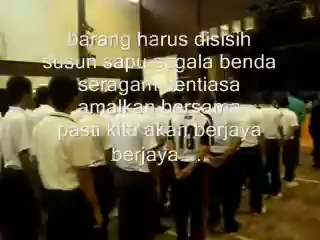 barang harus disisih
susun sapu segala benda
seragam sentiasa
amalkan bersama
pasti kita akan berjaya
berjaya.....